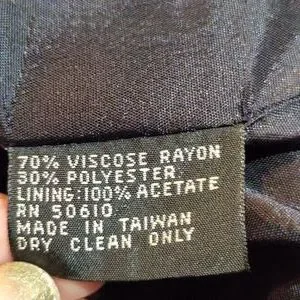 70% VISCOSE RAYON
30% POLYESTER
LINING:100% ACETATE
RN 50610
MADE IN TAIWAN
DRY CLEAN ONLY